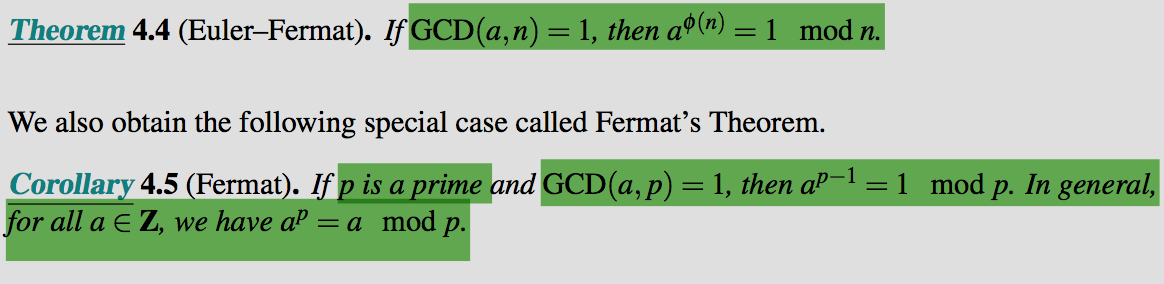 Theorem 4.4 (Euler–Fermat). If GCD(a,n) = 1, then a^ϕ(n) = 1 mod n.
We also obtain the following special case called Fermat's Theorem.
Corollary 4.5 (Fermat). If p is a prime and GCD(a,p) = 1, then a^p−1 = 1 mod p. In general,
for all a ∈ Z, we have a^p = a mod p.